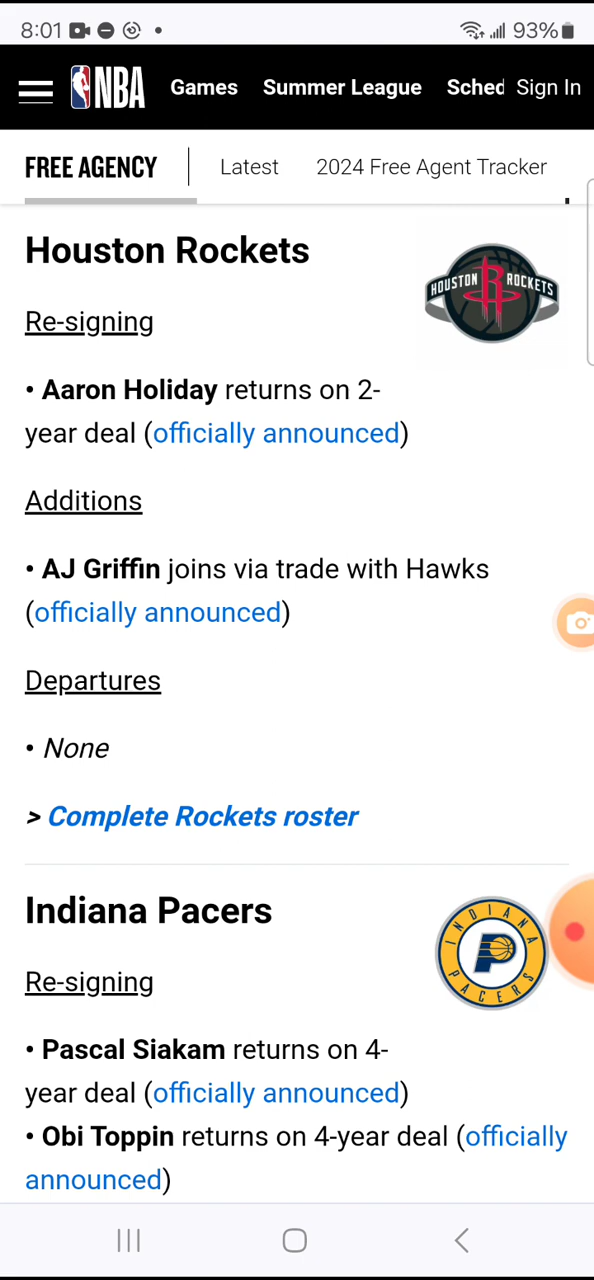 8:01 93%
NBA Games Summer League Sched Sign In
FREE AGENCY Latest 2024 Free Agent Tracker
Houston Rockets
HOUSTON R ROCKETS
Re-signing
• Aaron Holiday returns on 2-
year deal (officially announced)
Additions
• AJ Griffin joins via trade with Hawks
(officially announced)
Departures
• None
> Complete Rockets roster
Indiana Pacers
INDIANA PACERS P
Re-signing
• Pascal Siakam returns on 4-
year deal (officially announced)
• Obi Toppin returns on 4-year deal (officially
announced)